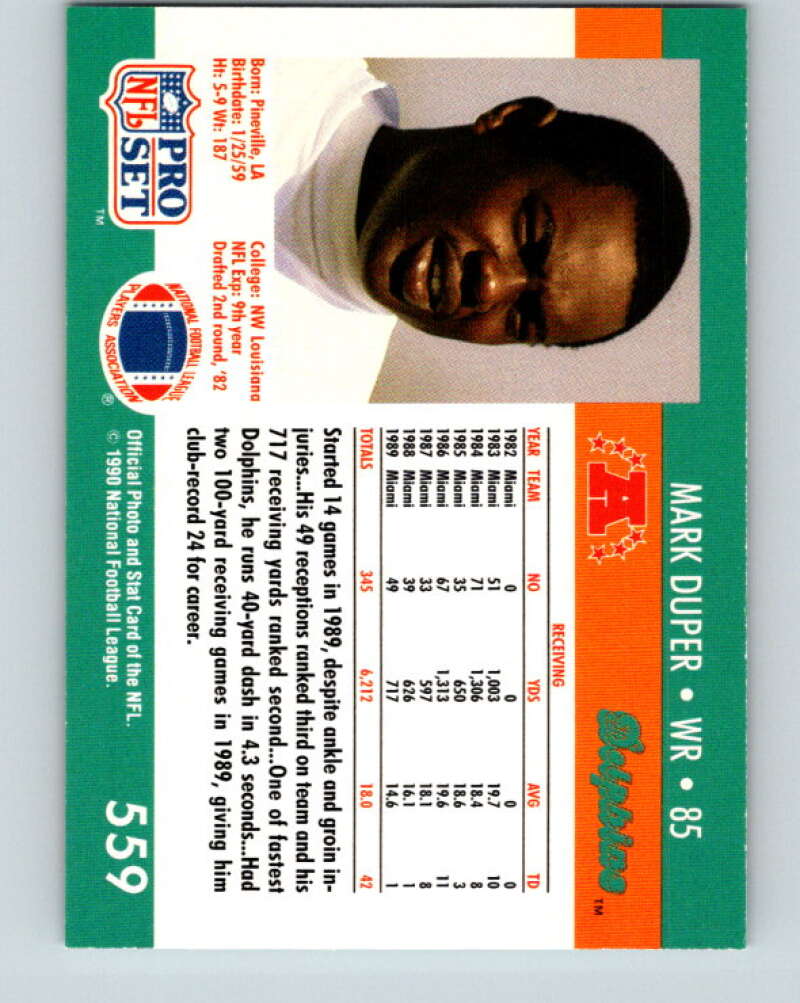 MARK DUPER • WR • 85
A
Dolphins™
Born: Pineville, LA
Birthdate: 1/25/59
Ht: 5-9 Wt: 187
College: NW Louisiana
NFL Exp: 9th year
Drafted 2nd round, '82
RECEIVING
YEAR TEAM NO YDS AVG TD
1982 Miami 0 0 0 0
1983 Miami 51 1,003 19.7 10
1984 Miami 71 1,306 18.4 8
1985 Miami 35 650 18.6 3
1986 Miami 67 1,313 19.6 11
1987 Miami 33 597 18.1 8
1988 Miami 39 626 16.1 1
1989 Miami 49 717 14.6 1
TOTALS 345 6,212 18.0 42
Started 14 games in 1989, despite ankle and groin in-
juries...His 49 receptions ranked third on team and his
717 receiving yards ranked second...One of fastest
Dolphins, he runs 40-yard dash in 4.3 seconds...Had
two 100-yard receiving games in 1989, giving him
club-record 24 for career.
NFL
PRO
SET
™
NATIONAL FOOTBALL LEAGUE
PLAYERS ASSOCIATION
®
Official Photo and Stat Card of the NFL.
© 1990 National Football League.
559